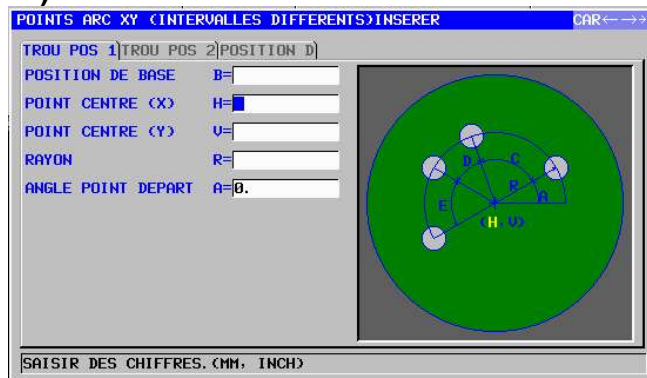 POINTS ARC XY (INTERVALLES DIFFERENTS)INSERER CAR←→
TROU POS 1 TROU POS 2 POSITION D
POSITION DE BASE B=
POINT CENTRE (X) H=
POINT CENTRE (Y) V=
RAYON R=
ANGLE POINT DEPART A=0.
D C
R A
E
(H,V)
SAISIR DES CHIFFRES.(MM, INCH)